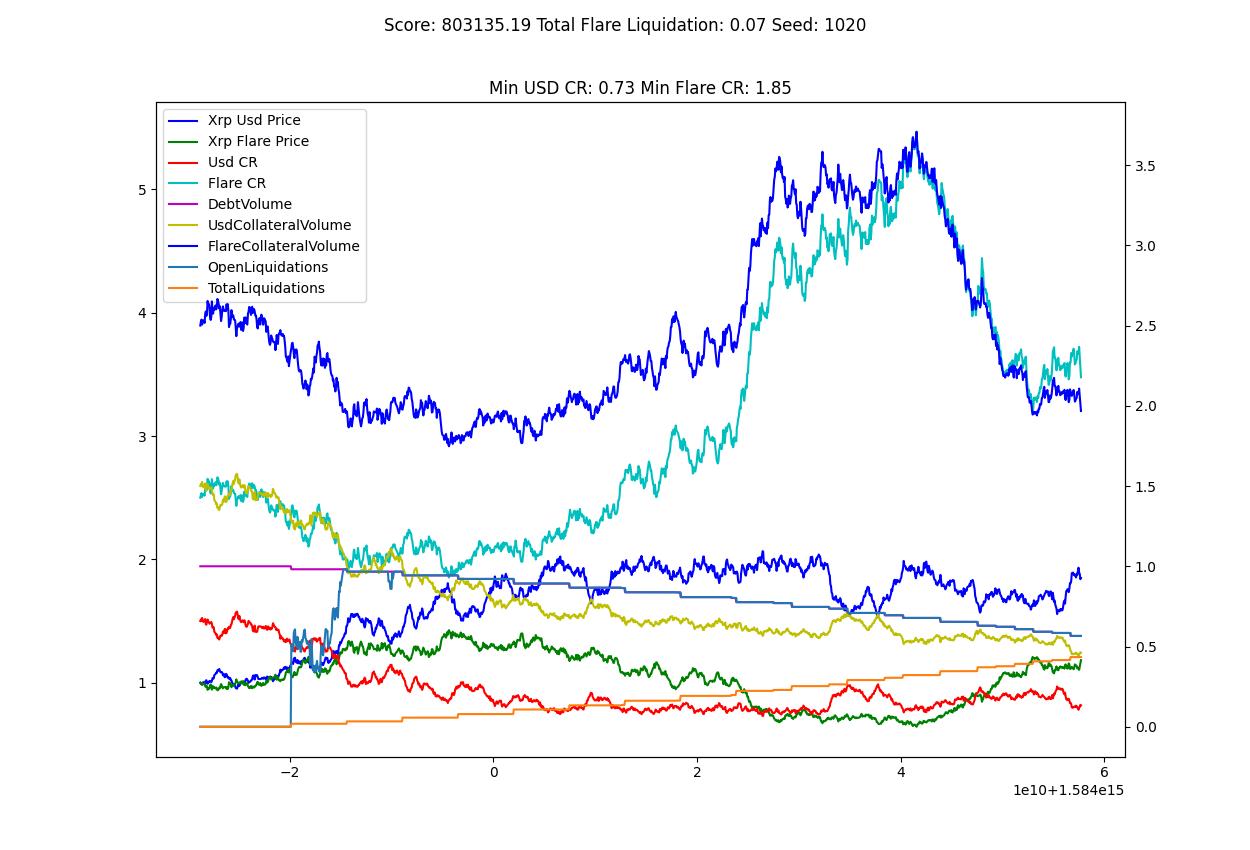 Score: 803135.19 Total Flare Liquidation: 0.07 Seed: 1020
Min USD CR: 0.73 Min Flare CR: 1.85
Xrp Usd Price
Xrp Flare Price
Usd CR
Flare CR
DebtVolume
UsdCollateralVolume
FlareCollateralVolume
OpenLiquidations
TotalLiquidations
5
4
3
2
1
3.5
3.0
2.5
2.0
1.5
1.0
0.5
0.0
−2 0 2 4 6
1e10+1.584e15